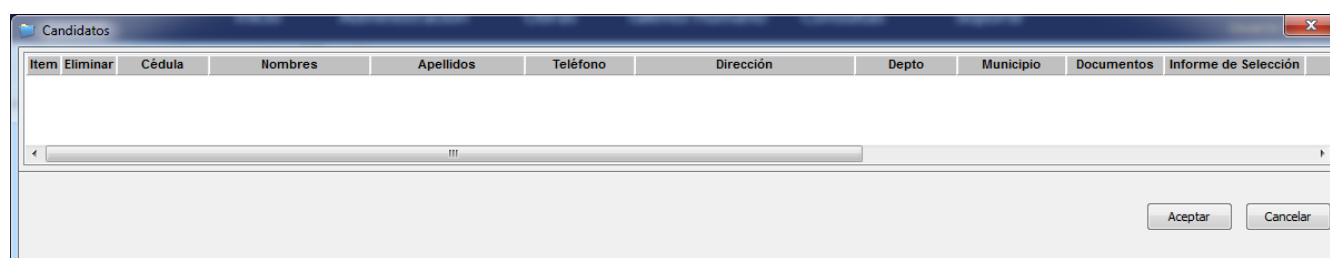 Candidatos
Item Eliminar Cédula Nombres Apellidos Teléfono Dirección Depto Municipio Documentos Informe de Selección
Aceptar Cancelar